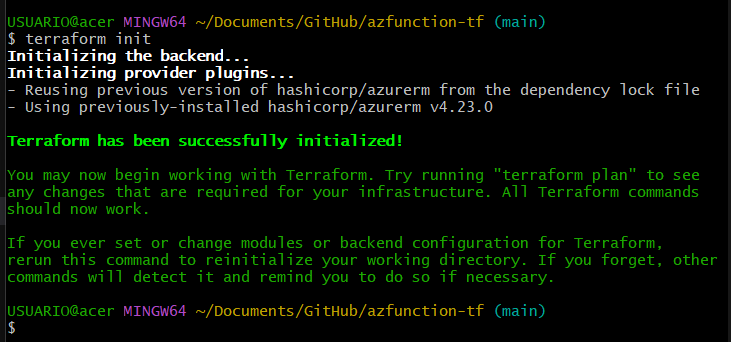 USUARIO@acer MINGW64 ~/Documents/GitHub/azfunction-tf (main)
$ terraform init
Initializing the backend...
Initializing provider plugins...
- Reusing previous version of hashicorp/azurerm from the dependency lock file
- Using previously-installed hashicorp/azurerm v4.23.0
Terraform has been successfully initialized!
You may now begin working with Terraform. Try running "terraform plan" to see
any changes that are required for your infrastructure. All Terraform commands
should now work.
If you ever set or change modules or backend configuration for Terraform,
rerun this command to reinitialize your working directory. If you forget, other
commands will detect it and remind you to do so if necessary.
USUARIO@acer MINGW64 ~/Documents/GitHub/azfunction-tf (main)
$